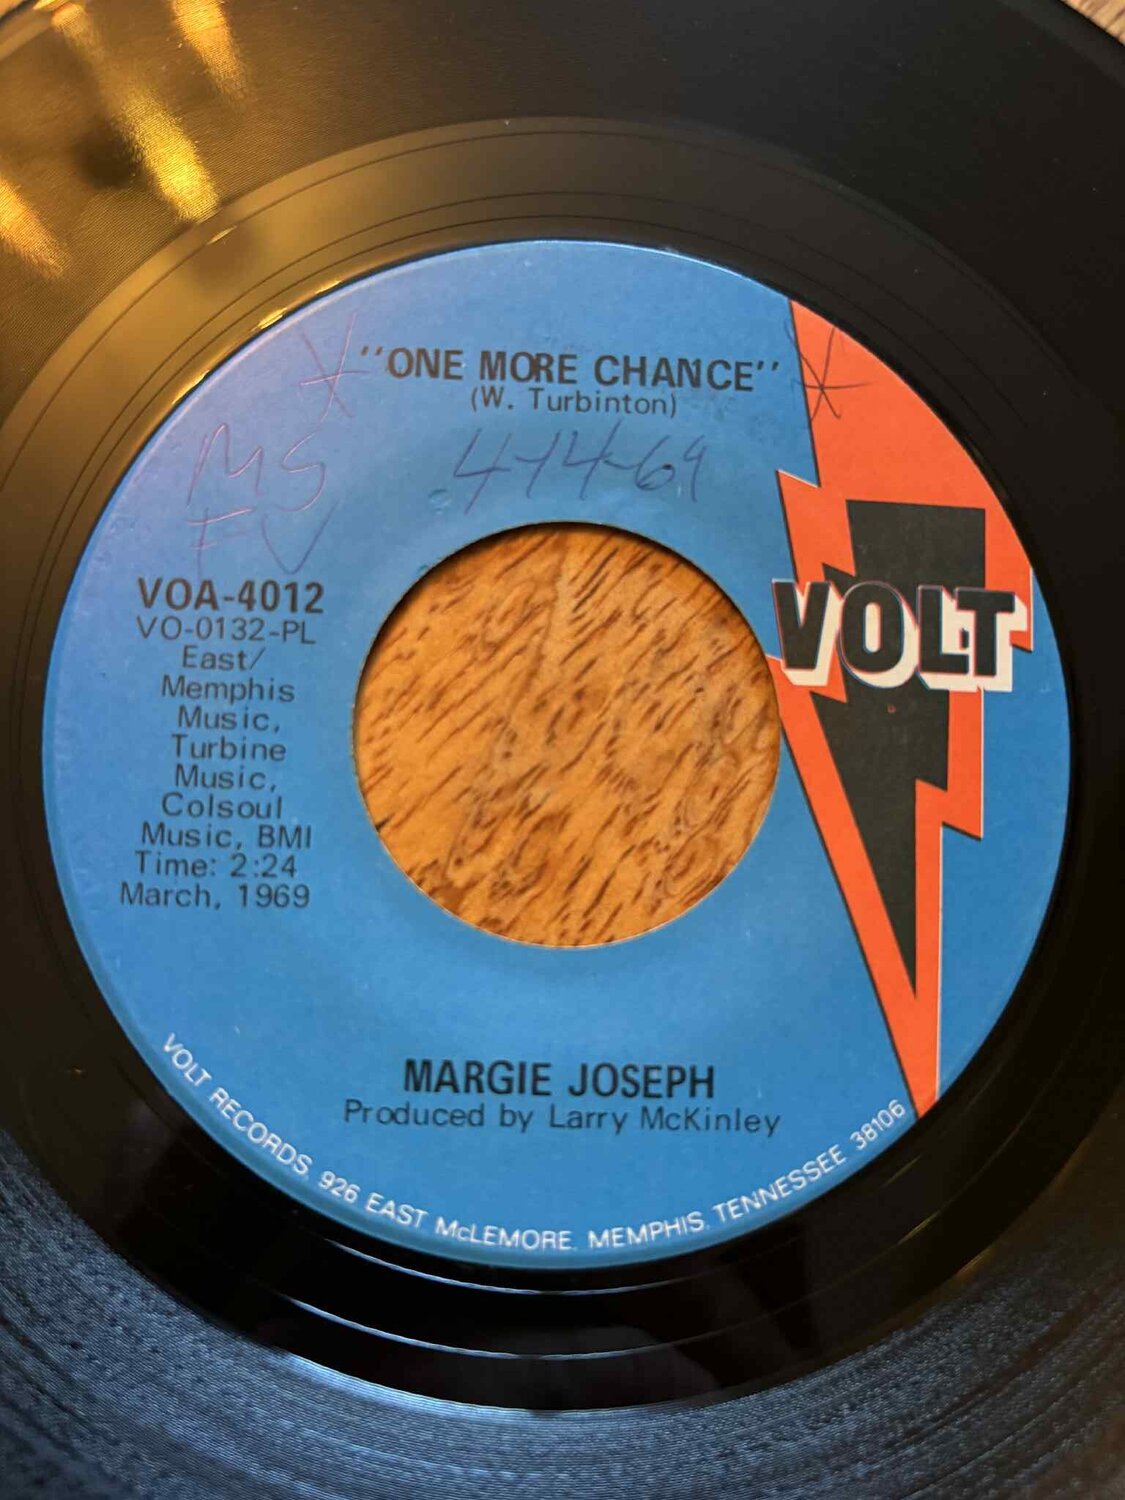 "ONE MORE CHANCE"
(W. Turbinton)
MS
4-14-69
FV
VOA-4012
VO-0132-PL
East/
Memphis
Music,
Turbine
Music,
Colsoul
Music, BMI
Time: 2:24
March, 1969
VOLT
MARGIE JOSEPH
Produced by Larry McKinley
VOLT RECORDS, 926 EAST McLEMORE, MEMPHIS, TENNESSEE 38106